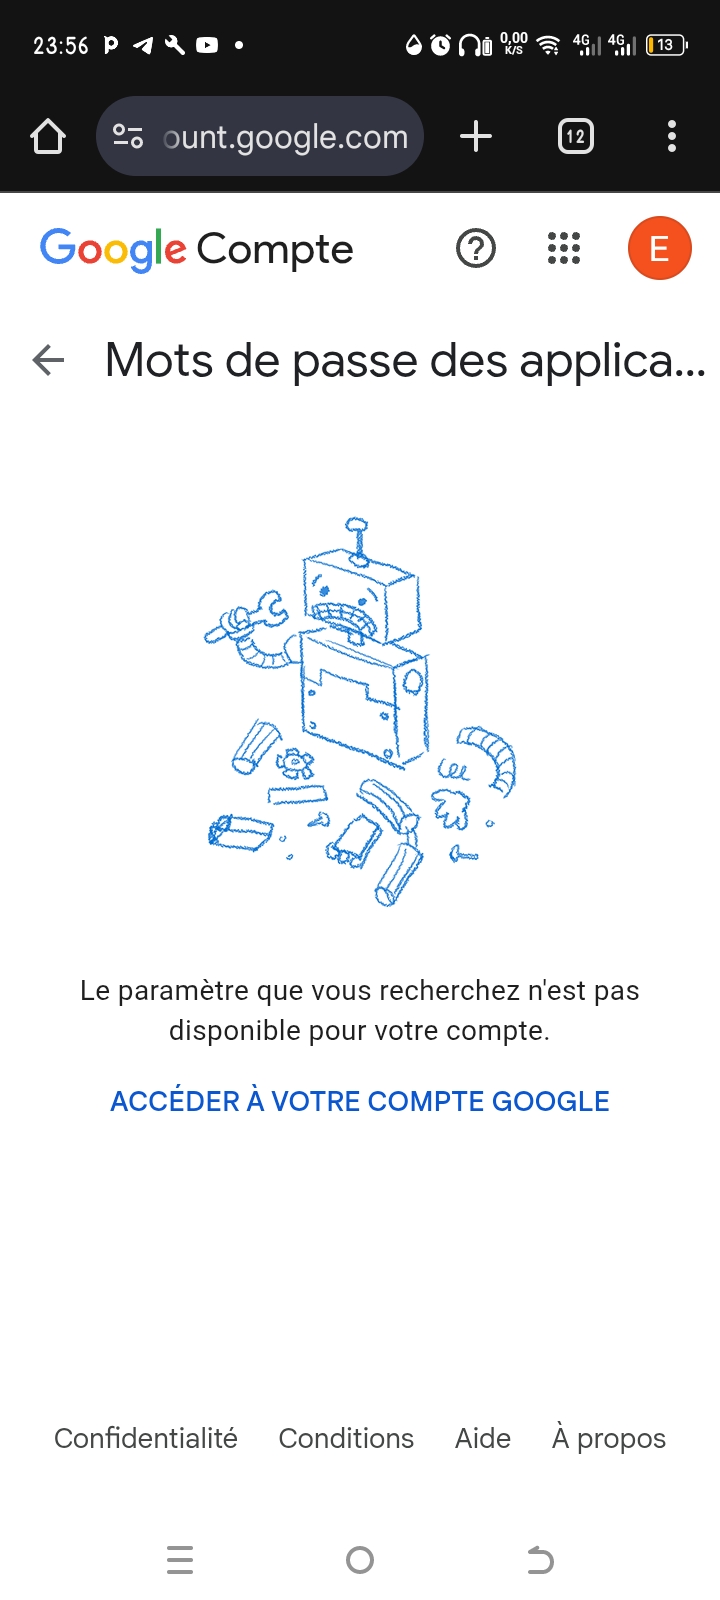 23:56
0,00
K/S
4G
4G
13
ount.google.com
12
Google Compte
E
Mots de passe des applica...
Le paramètre que vous recherchez n'est pas
disponible pour votre compte.
ACCÉDER À VOTRE COMPTE GOOGLE
Confidentialité Conditions Aide À propos